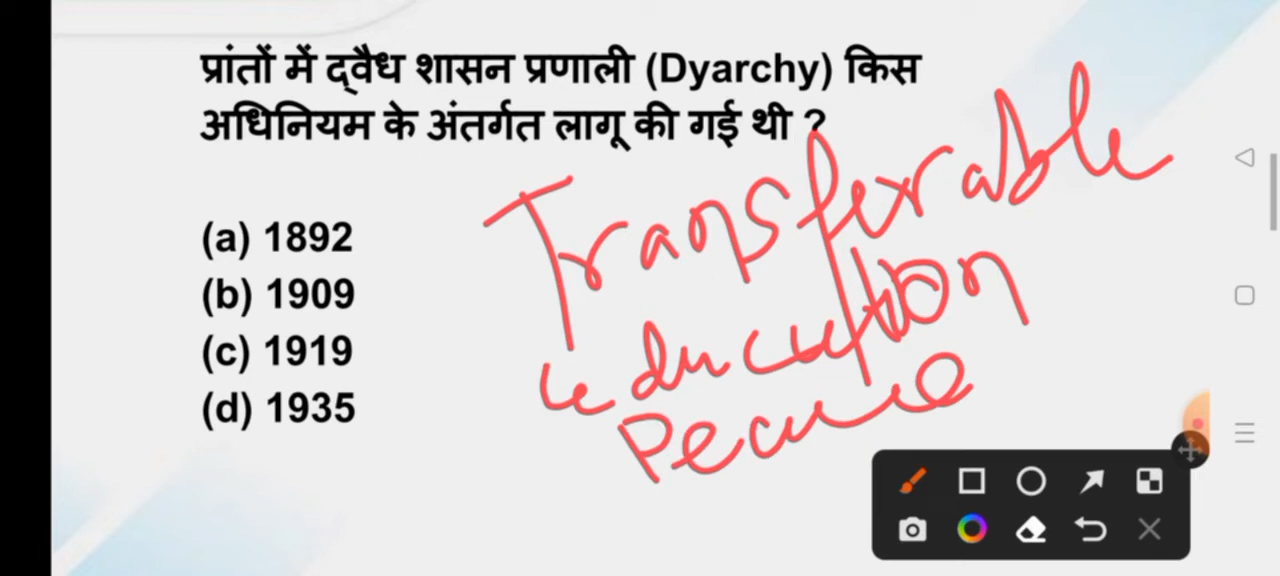 प्रांतों में द्वैध शासन प्रणाली (Dyarchy) किस
अधिनियम के अंतर्गत लागू की गई थी ?
(a) 1892
(b) 1909
(c) 1919
(d) 1935
Transferable
education